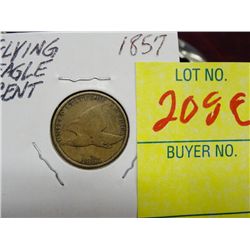 FLYING
EAGLE
CENT
1857
LOT NO.
209E
BUYER NO.